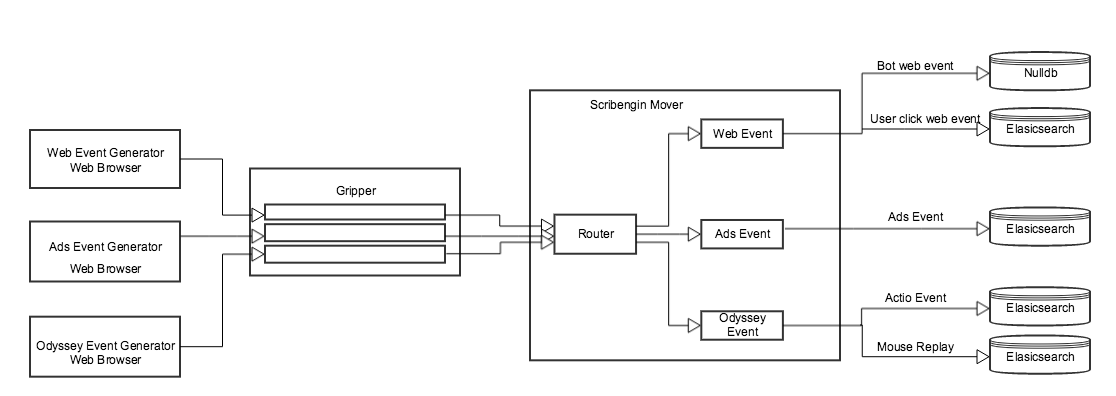 Web Event Generator
Web Browser
Ads Event Generator
Web Browser
Odyssey Event Generator
Web Browser
Gripper
Scribengin Mover
Router
Web Event
Ads Event
Odyssey
Event
Bot web event
User click web event
Ads Event
Actio Event
Mouse Replay
Nulldb
Elasicsearch
Elasicsearch
Elasicsearch
Elasicsearch